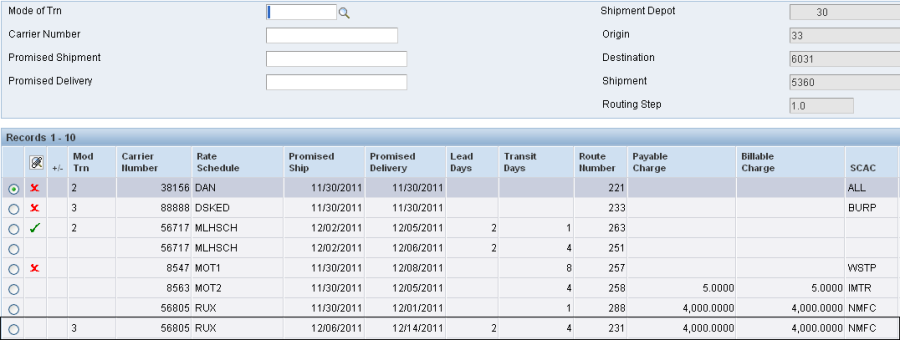 Mode of Trn Shipment Depot 30
Carrier Number Origin 33
Promised Shipment Destination 6031
Promised Delivery Shipment 5360
Routing Step 1.0
Records 1 - 10
+/- Mod Trn Carrier Number Rate Schedule Promised Ship Promised Delivery Lead Days Transit Days Route Number Payable Charge Billable Charge SCAC
2 38156 DAN 11/30/2011 11/30/2011 221 ALL
3 88888 DSKED 11/30/2011 11/30/2011 233 BURP
2 56717 MLHSCH 12/02/2011 12/05/2011 2 1 263
56717 MLHSCH 12/02/2011 12/06/2011 2 4 251
8547 MOT1 11/30/2011 12/08/2011 8 257 WSTP
8563 MOT2 11/30/2011 12/05/2011 4 258 5.0000 5.0000 IMTR
56805 RUX 11/30/2011 12/01/2011 1 288 4,000.0000 4,000.0000 NMFC
3 56805 RUX 12/06/2011 12/14/2011 2 4 231 4,000.0000 4,000.0000 NMFC